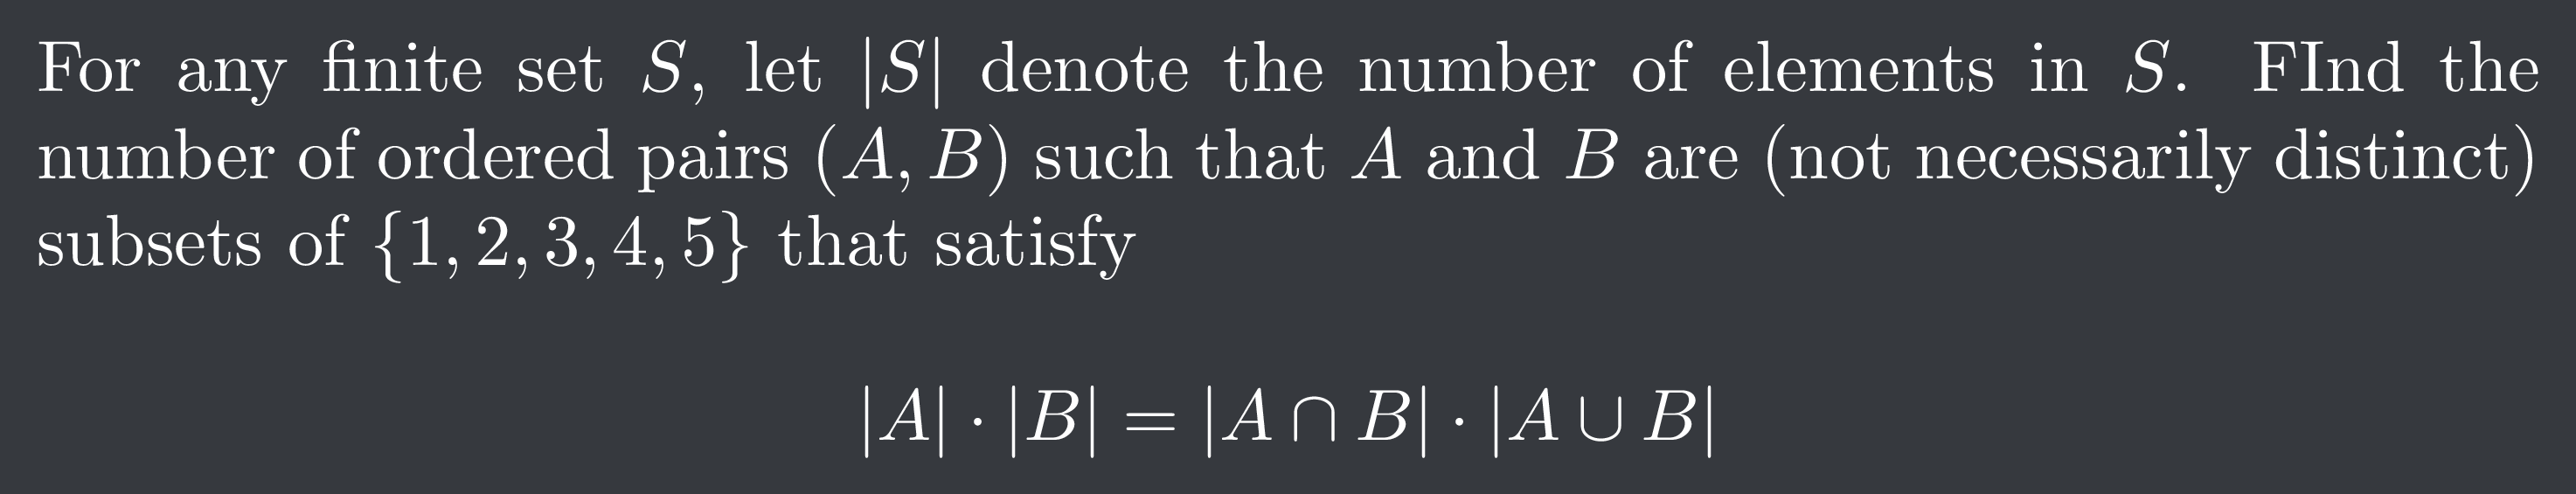 For any finite set S, let |S| denote the number of elements in S. FInd the
number of ordered pairs (A, B) such that A and B are (not necessarily distinct)
subsets of {1, 2, 3, 4, 5} that satisfy
|A| · |B| = |A ∩ B| · |A ∪ B|